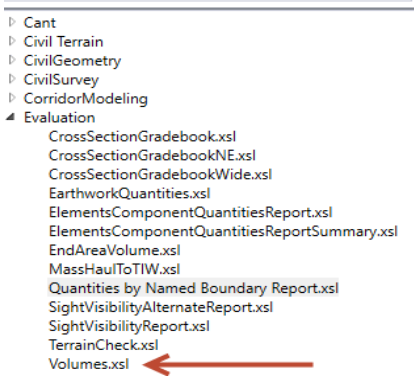 Cant
Civil Terrain
CivilGeometry
CivilSurvey
CorridorModeling
Evaluation
CrossSectionGradebook.xsl
CrossSectionGradebookNE.xsl
CrossSectionGradebookWide.xsl
EarthworkQuantities.xsl
ElementsComponentQuantitiesReport.xsl
ElementsComponentQuantitiesReportSummary.xsl
EndAreaVolume.xsl
MassHaulToTIW.xsl
Quantities by Named Boundary Report.xsl
SightVisibilityAlternateReport.xsl
SightVisibilityReport.xsl
TerrainCheck.xsl
Volumes.xsl